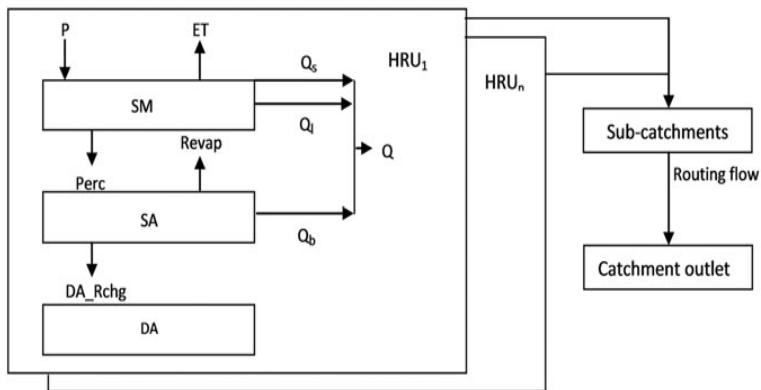 P
ET
Qs
HRU1
SM
HRUn
Ql
Revap
Q
Sub-catchments
Perc
Routing flow
SA
Qb
Catchment outlet
DA_Rchg
DA